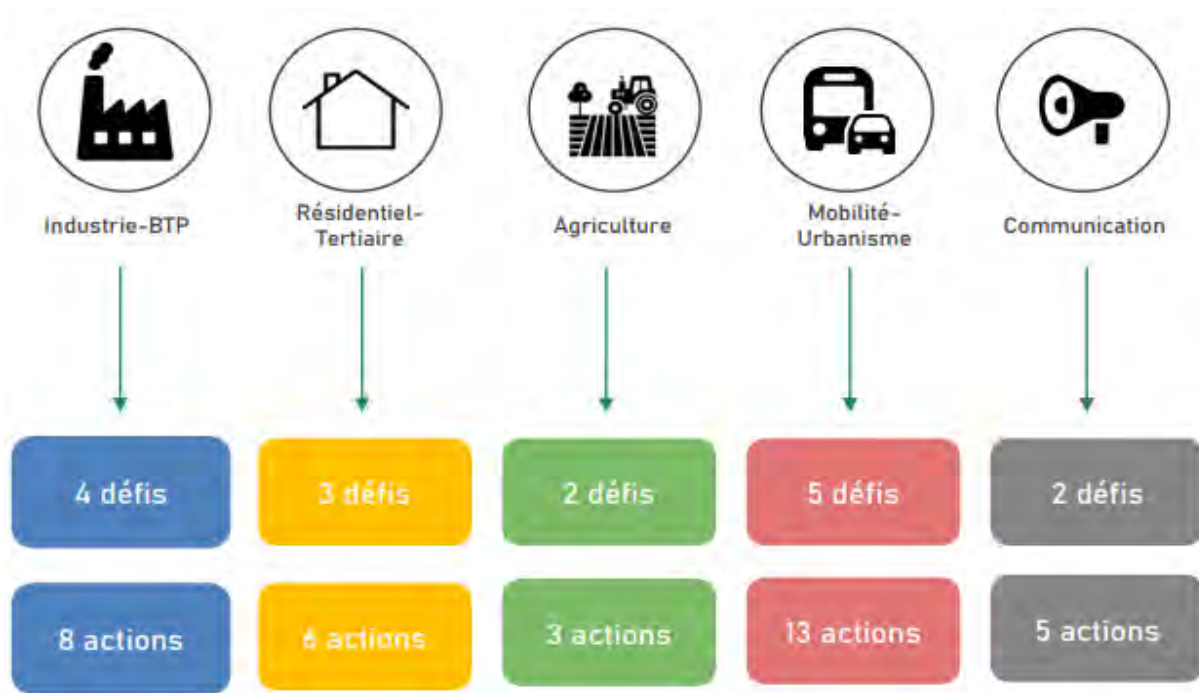 Industrie-BTP
Résidentiel-
Tertiaire
Agriculture
Mobilité-
Urbanisme
Communication
4 défis
3 défis
2 défis
5 défis
2 défis
8 actions
6 actions
3 actions
13 actions
5 actions